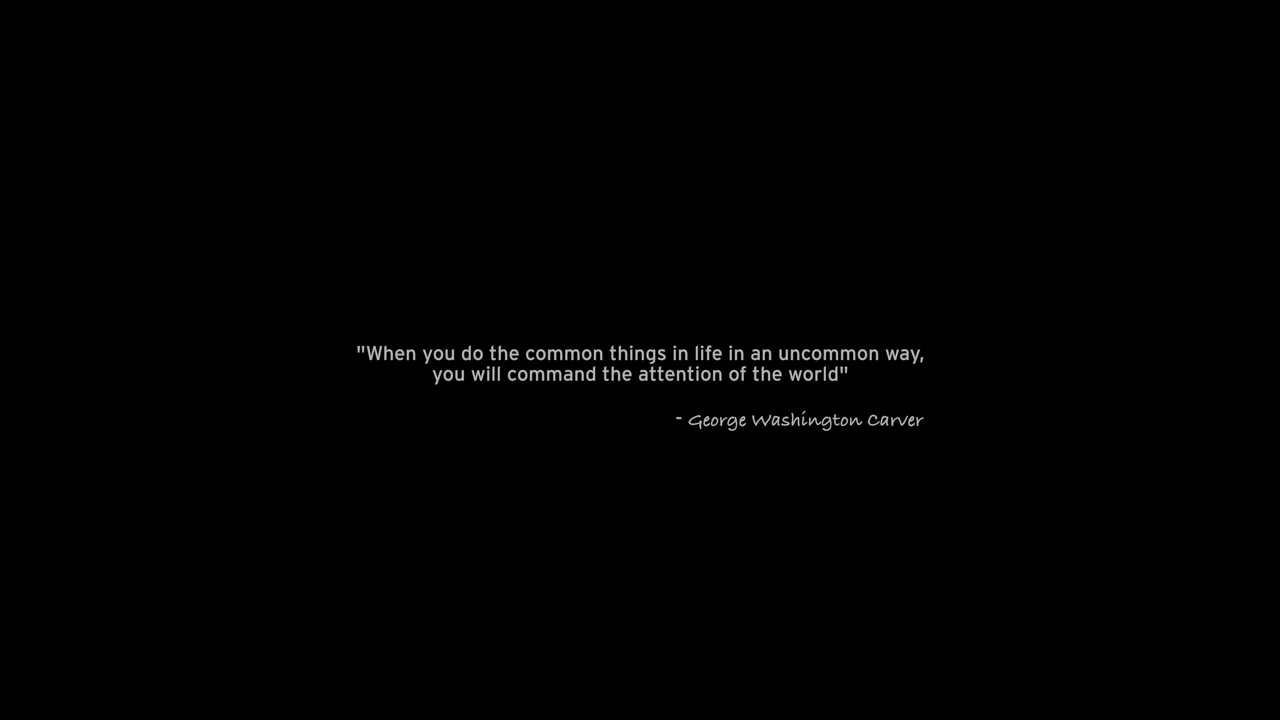 "When you do the common things in life in an uncommon way,
you will command the attention of the world"
- George Washington Carver